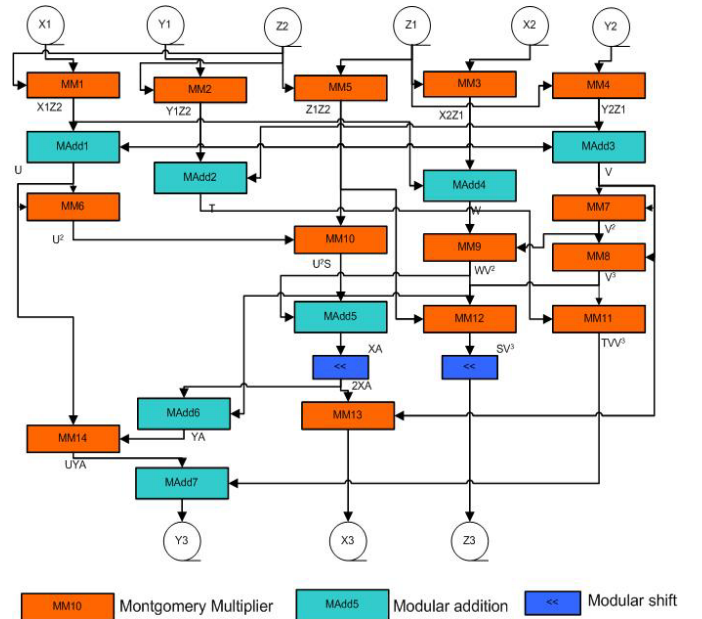 X1 Y1 Z2 Z1 X2 Y2
MM1 MM2 MM5 MM3 MM4
X1Z2 Y1Z2 Z1Z2 X2Z1 Y2Z1
MAdd1 MAdd3
U MAdd2 MAdd4 V
MM6 T W MM7
U² MM10 MM9 V²
U²S WV² MM8
V³
MAdd5 MM12 MM11
XA SV³ TVV³
<< <<
2XA
MAdd6 MM13
MM14 YA
UYA
MAdd7
Y3 X3 Z3
MM10 Montgomery Multiplier MAdd5 Modular addition << Modular shift